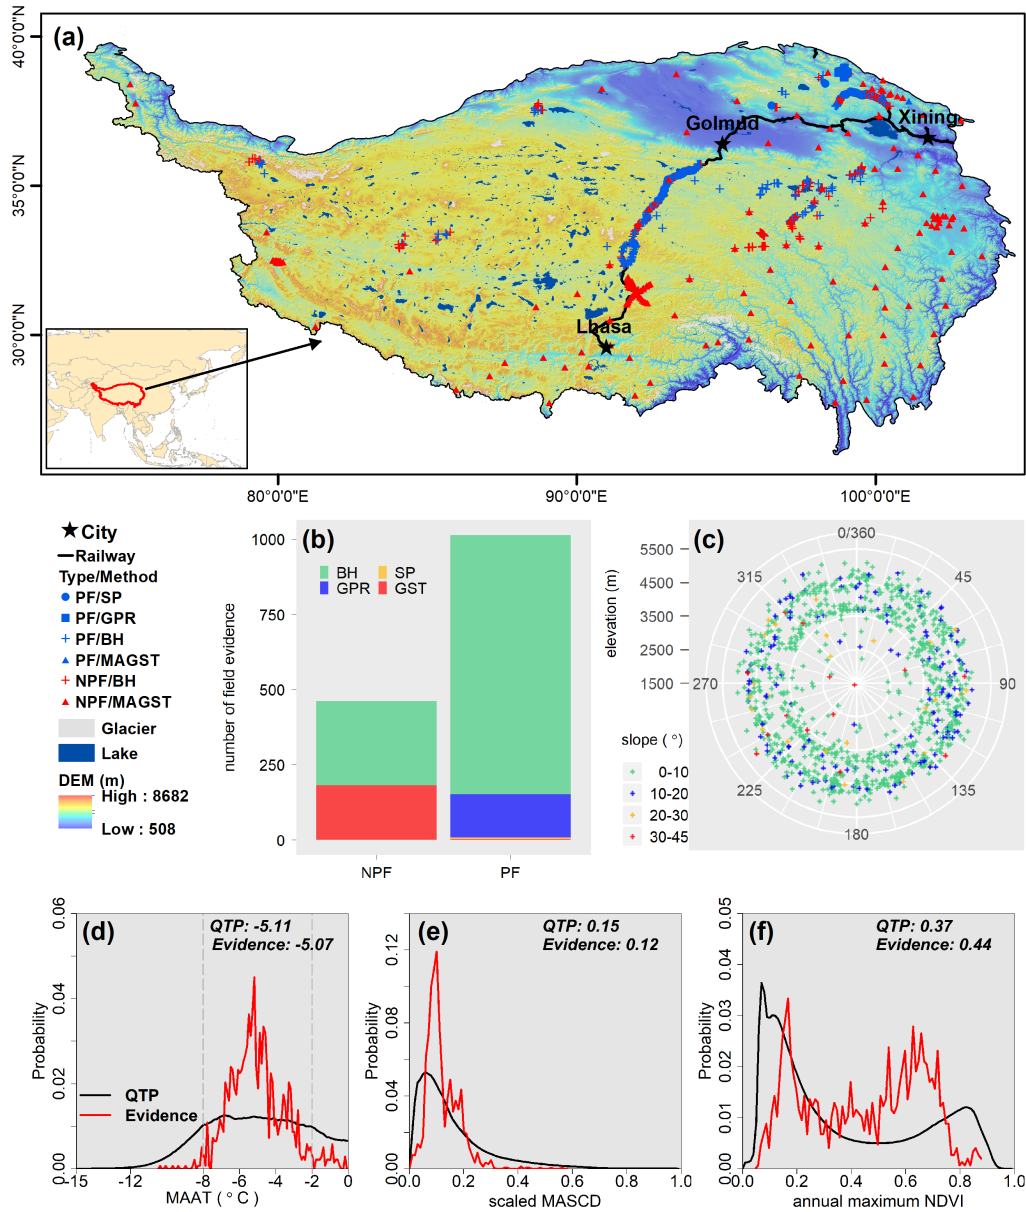 (a)
40°0'0"N
35°0'0"N
30°0'0"N
Golmud
Xining
Lhasa
80°0'0"E
90°0'0"E
100°0'0"E
City
Railway
Type/Method
PF/SP
PF/GPR
PF/BH
PF/MAGST
NPF/BH
NPF/MAGST
Glacier
Lake
DEM (m)
High : 8682
Low : 508
(b)
number of field evidence
1000
750
500
250
0
BH
SP
GPR
GST
NPF
PF
(c)
elevation (m)
5500
4500
3500
2500
1500
0/360
45
90
135
180
225
270
315
slope ( ° )
0-10
10-20
20-30
30-45
(d)
QTP: -5.11
Evidence: -5.07
Probability
0.06
0.04
0.02
0.00
QTP
Evidence
-15
-12
-8
-6
-4
-2
0
MAAT ( ° C )
(e)
QTP: 0.15
Evidence: 0.12
Probability
0.12
0.08
0.04
0.00
0.0
0.2
0.4
0.6
0.8
1.0
scaled MASCD
(f)
QTP: 0.37
Evidence: 0.44
Probability
0.05
0.04
0.03
0.02
0.01
0.00
0.0
0.2
0.4
0.6
0.8
1.0
annual maximum NDVI